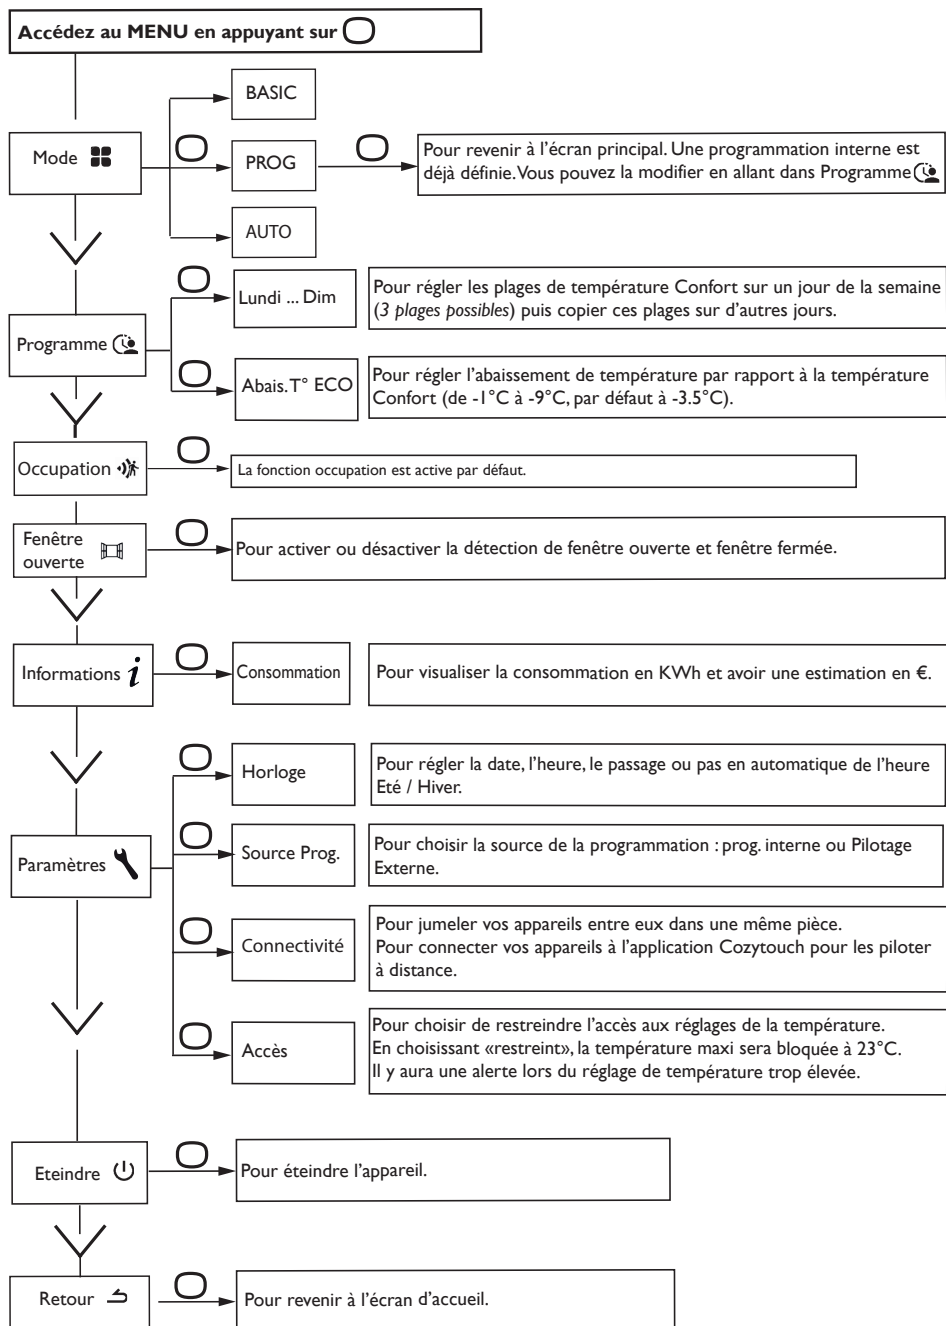 Accédez au MENU en appuyant sur
BASIC
Mode
PROG
Pour revenir à l'écran principal. Une programmation interne est
déjà définie. Vous pouvez la modifier en allant dans Programme
AUTO
Programme
Lundi ... Dim
Pour régler les plages de température Confort sur un jour de la semaine
(3 plages possibles) puis copier ces plages sur d'autres jours.
Abais. T° ECO
Pour régler l'abaissement de température par rapport à la température
Confort (de -1°C à -9°C, par défaut à -3.5°C).
Occupation
La fonction occupation est active par défaut.
Fenêtre
ouverte
Pour activer ou désactiver la détection de fenêtre ouverte et fenêtre fermée.
Informations i
Consommation
Pour visualiser la consommation en KWh et avoir une estimation en €.
Paramètres
Horloge
Pour régler la date, l'heure, le passage ou pas en automatique de l'heure
Eté / Hiver.
Source Prog.
Pour choisir la source de la programmation : prog. interne ou Pilotage
Externe.
Connectivité
Pour jumeler vos appareils entre eux dans une même pièce.
Pour connecter vos appareils à l'application Cozytouch pour les piloter
à distance.
Accès
Pour choisir de restreindre l'accès aux réglages de la température.
En choisissant «restreint», la température maxi sera bloquée à 23°C.
Il y aura une alerte lors du réglage de température trop élevée.
Eteindre
Pour éteindre l'appareil.
Retour
Pour revenir à l'écran d'accueil.